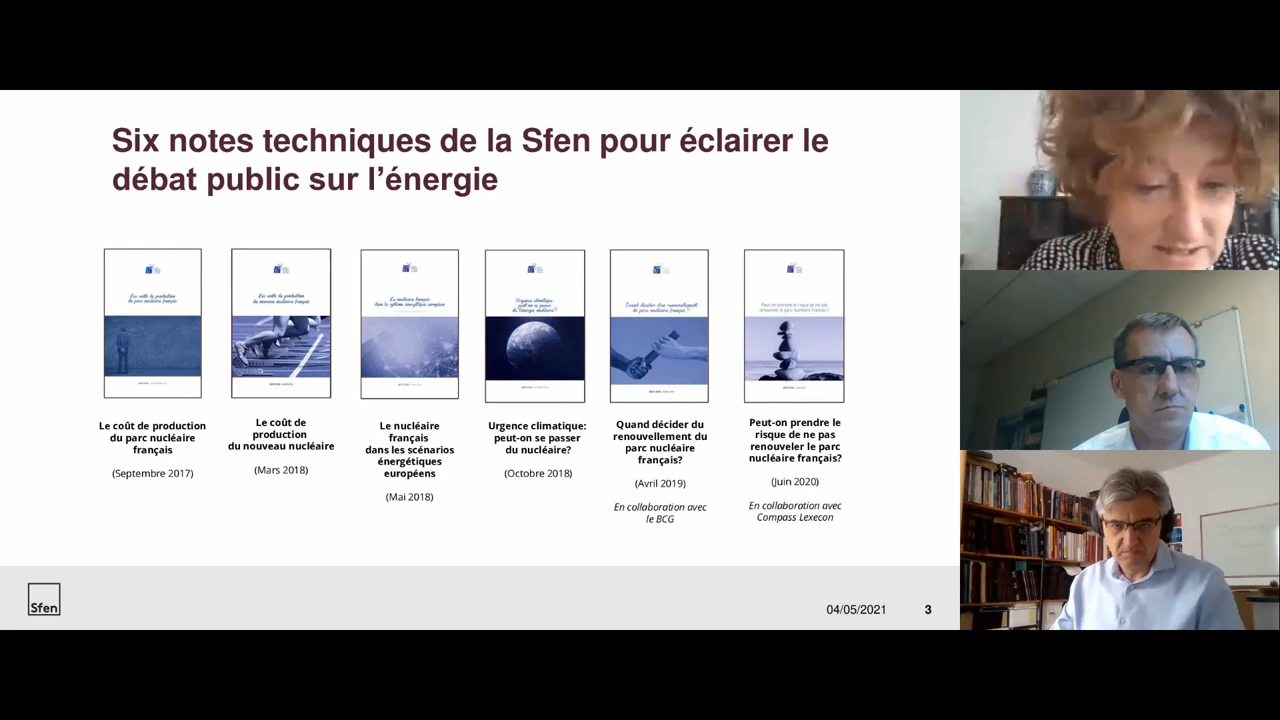 Six notes techniques de la Sfen pour éclairer le
débat public sur l’énergie
Le coût de production
du parc nucléaire
français
(Septembre 2017)
Le coût de
production
du nouveau nucléaire
(Mars 2018)
Le nucléaire
français
dans les scénarios
énergétiques
européens
(Mai 2018)
Urgence climatique:
peut-on se passer
du nucléaire?
(Octobre 2018)
Quand décider du
renouvellement du
parc nucléaire
français?
(Avril 2019)
En collaboration avec
le BCG
Peut-on prendre le
risque de ne pas
renouveler le parc
nucléaire français?
(Juin 2020)
En collaboration avec
Compass Lexecon
Sfen
04/05/2021
3